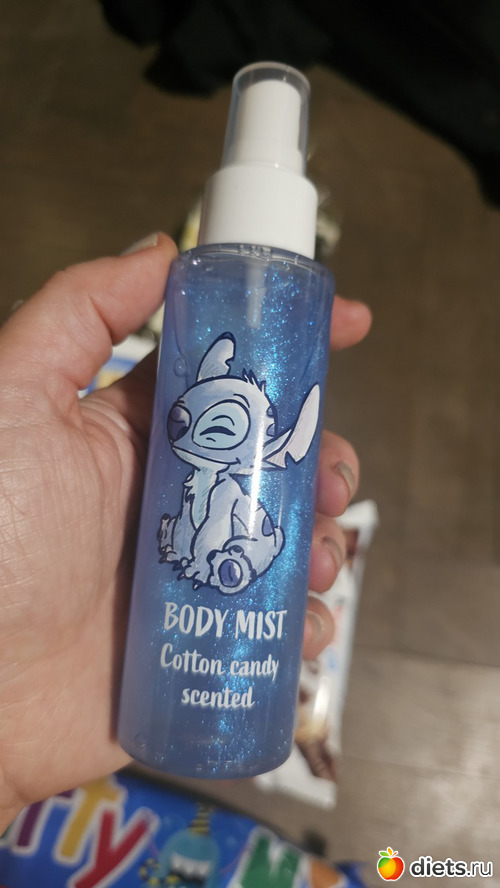 BODY MIST
Cotton candy
scented
diets.ru